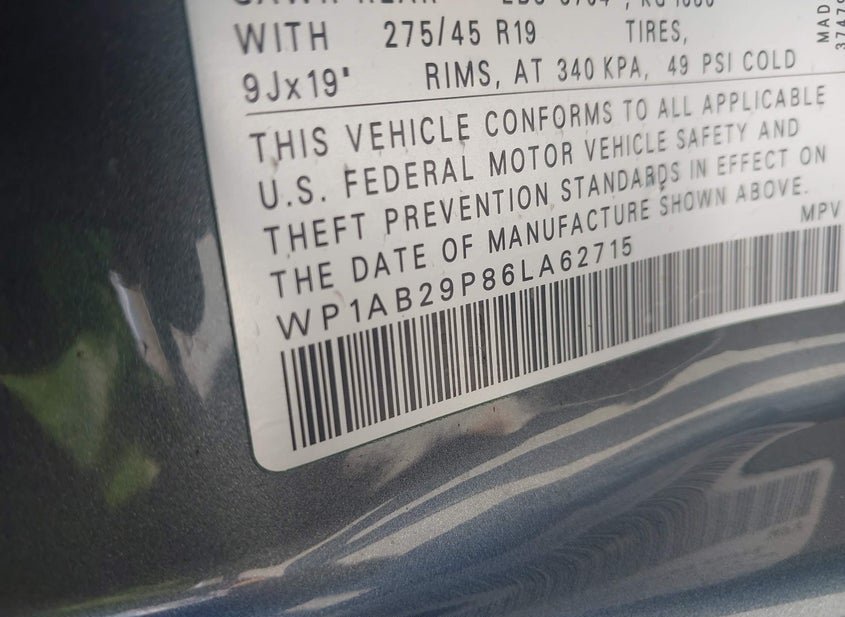 WITH 275/45 R19 TIRES,
9Jx19" RIMS, AT 340 KPA, 49 PSI COLD
THIS VEHICLE CONFORMS TO ALL APPLICABLE
U.S. FEDERAL MOTOR VEHICLE SAFETY AND
THEFT PREVENTION STANDARDS IN EFFECT ON
THE DATE OF MANUFACTURE SHOWN ABOVE.
MPV
WP1AB29P86LA62715